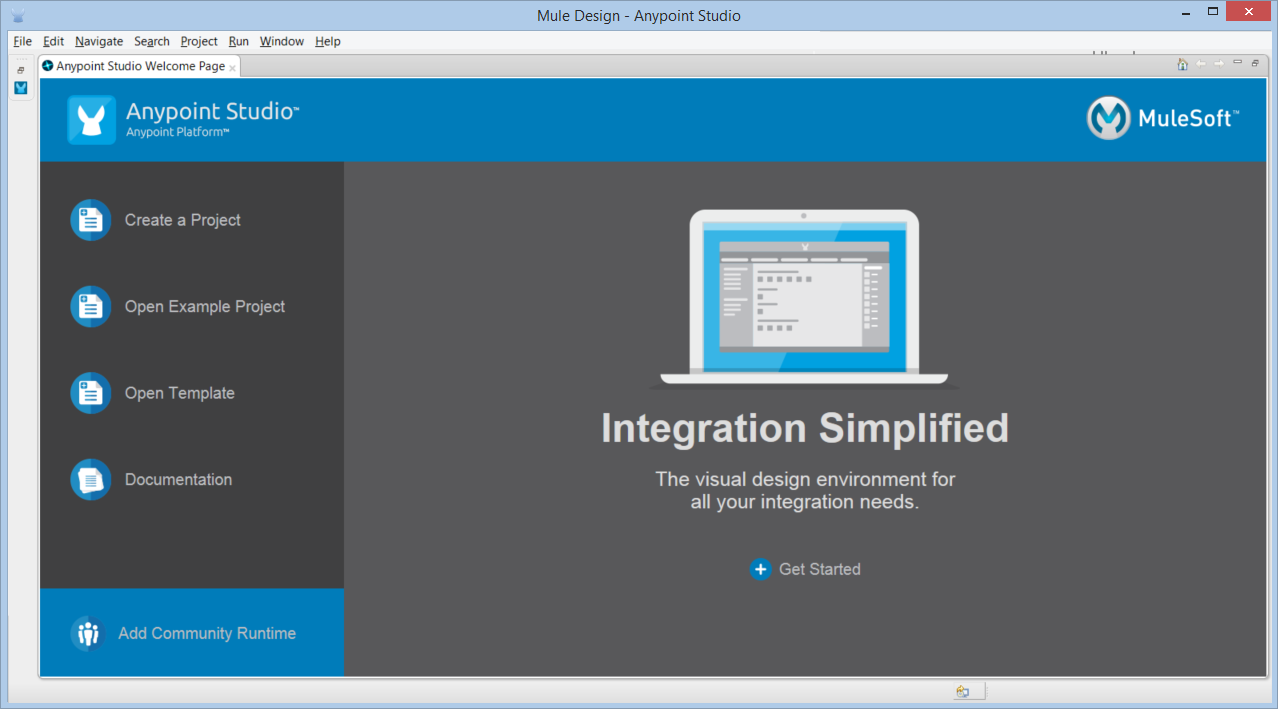 Mule Design - Anypoint Studio
File Edit Navigate Search Project Run Window Help
Anypoint Studio Welcome Page
Anypoint Studio™
Anypoint Platform™
MuleSoft™
Create a Project
Open Example Project
Open Template
Documentation
Add Community Runtime
Integration Simplified
The visual design environment for
all your integration needs.
Get Started